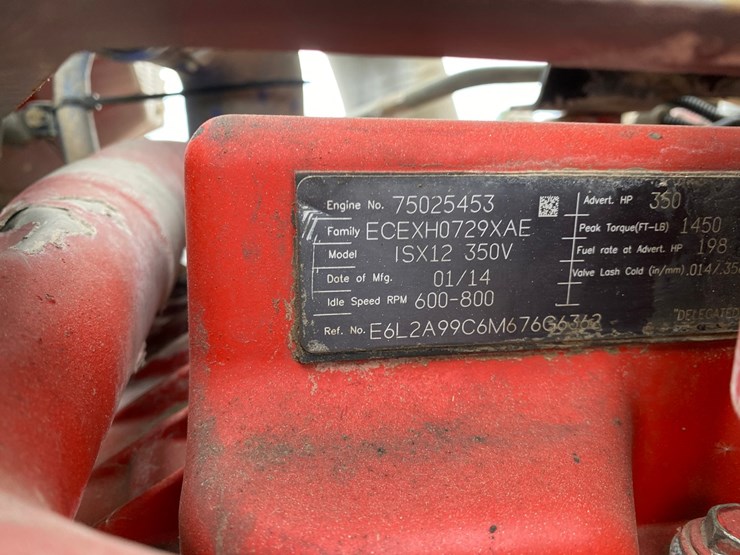 Engine No. 75025453
Family ECEXH0729XAE
Model ISX12 350V
Date of Mfg. 01/14
Idle Speed RPM 600-800
Ref. No. E6L2A99C6M676G6362
Advert. HP 350
Peak Torque(FT-LB) 1450
Fuel rate at Advert. HP 198
Valve Lash Cold (in/mm) .014/.35
"DELEGATED